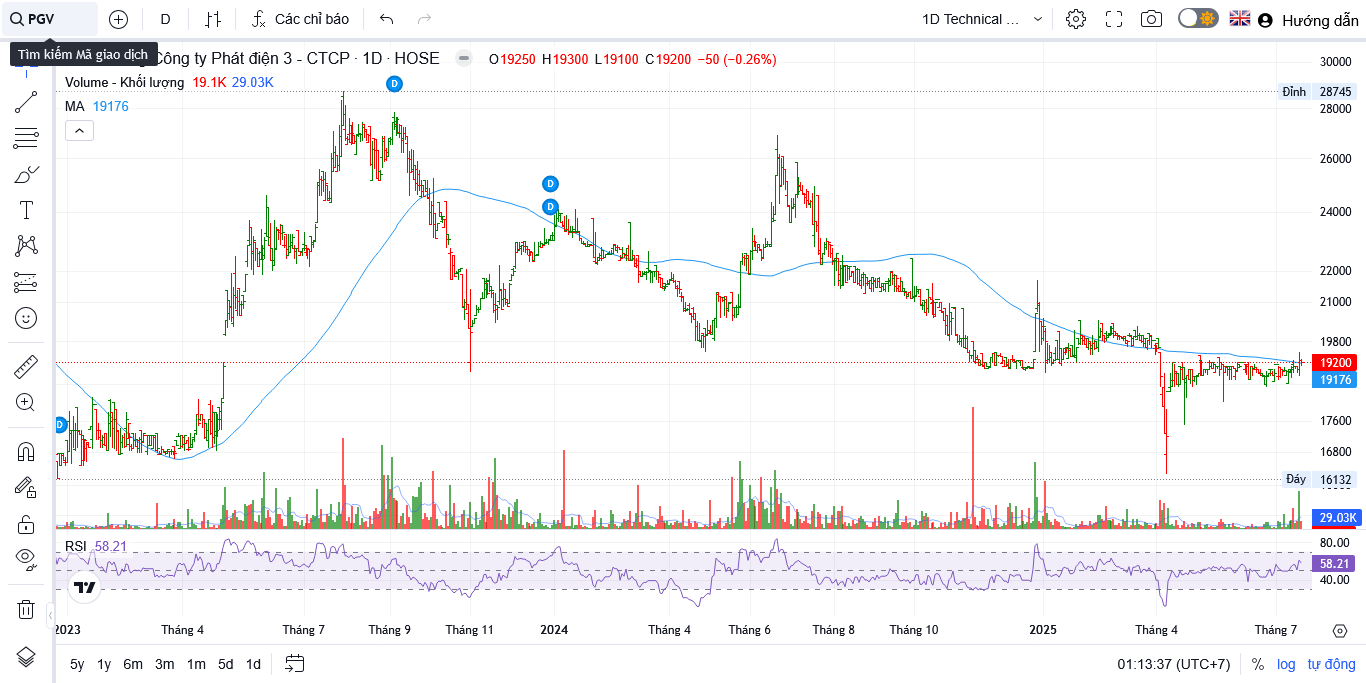 PGV
D
Các chỉ báo
1D Technical ...
Hướng dẫn
Tìm kiếm Mã giao dịch
Công ty Phát điện 3 - CTCP · 1D · HOSE
O19250 H19300 L19100 C19200 −50 (−0.26%)
Volume - Khối lượng 19.1K 29.03K
MA 19176
D
D
D
D
30000
Đỉnh 28745
28000
26000
24000
22000
21000
19800
19200
19176
17600
16800
Đáy 16132
29.03K
RSI 58.21
80.00
58.21
40.00
2023 Tháng 4 Tháng 7 Tháng 9 Tháng 11 2024 Tháng 4 Tháng 6 Tháng 8 Tháng 10 2025 Tháng 4 Tháng 7
5y 1y 6m 3m 1m 5d 1d
01:13:37 (UTC+7) % log tự động